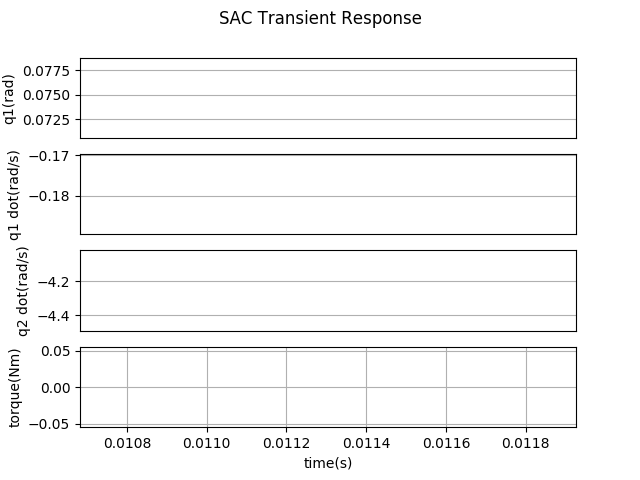 SAC Transient Response
q1(rad)
0.0775
0.0750
0.0725
q1 dot(rad/s)
−0.17
−0.18
q2 dot(rad/s)
−4.2
−4.4
torque(Nm)
0.05
0.00
−0.05
0.0108 0.0110 0.0112 0.0114 0.0116 0.0118
time(s)